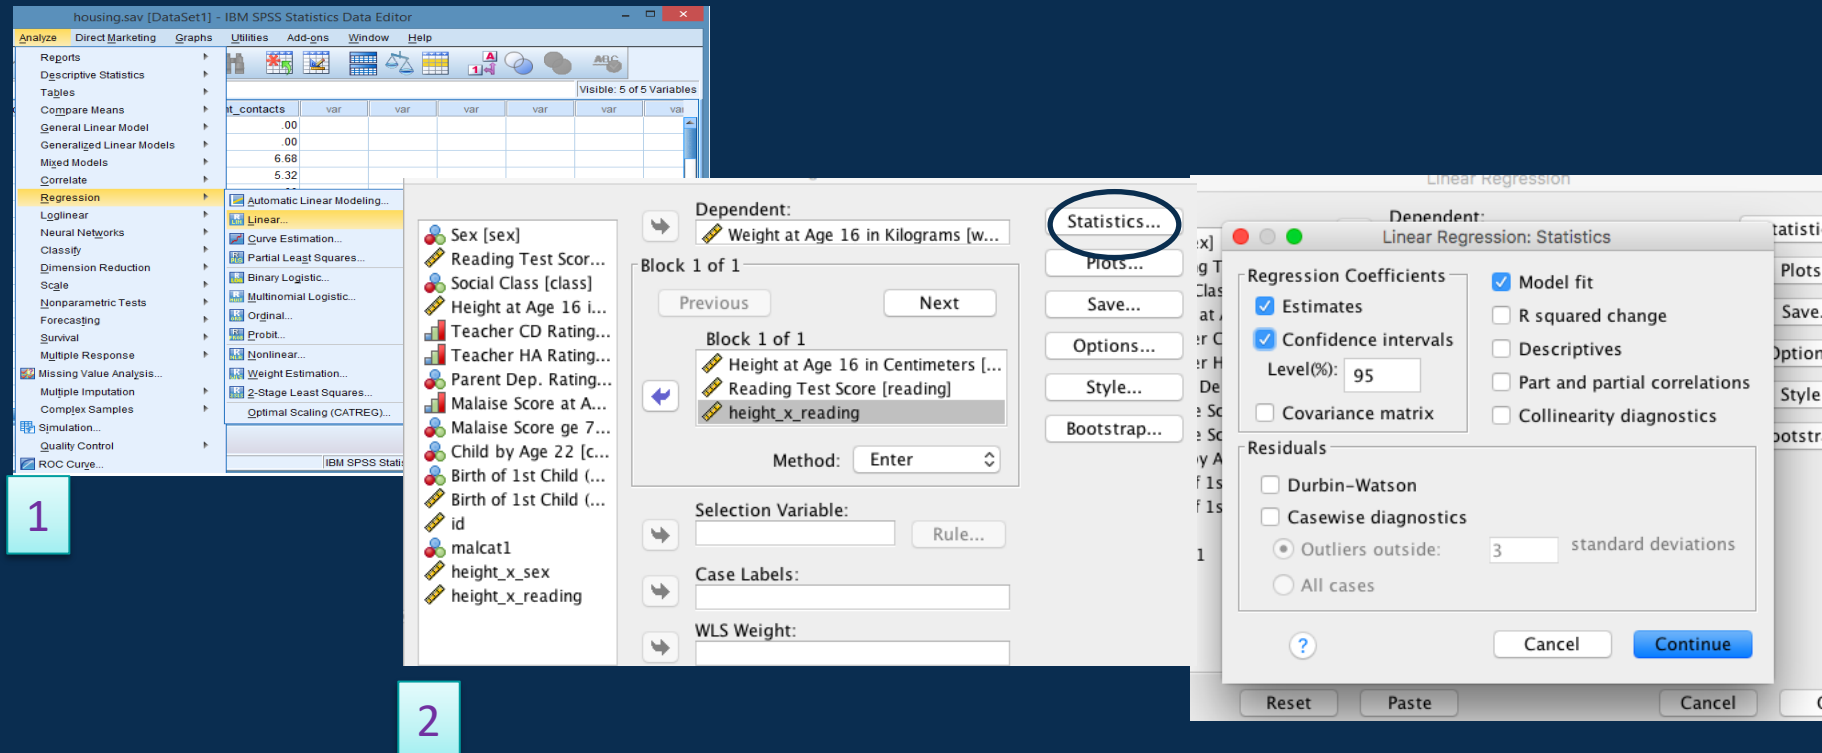 housing.sav [DataSet1] - IBM SPSS Statistics Data Editor
Analyze Direct Marketing Graphs Utilities Add-ons Window Help
Reports
Descriptive Statistics
Tables
Compare Means
General Linear Model
Generalized Linear Models
Mixed Models
Correlate
Regression
Loglinear
Neural Networks
Classify
Dimension Reduction
Scale
Nonparametric Tests
Forecasting
Survival
Multiple Response
Missing Value Analysis...
Multiple Imputation
Complex Samples
Simulation...
Quality Control
ROC Curve...
Visible: 5 of 5 Variables
nt_contacts var var var var var va
.00
.00
6.68
5.32
Automatic Linear Modeling...
Linear...
Curve Estimation...
Partial Least Squares...
Binary Logistic...
Multinomial Logistic...
Ordinal...
Probit...
Nonlinear...
Weight Estimation...
2-Stage Least Squares...
Optimal Scaling (CATREG)...
IBM SPSS Statis
1
Sex [sex]
Reading Test Scor...
Social Class [class]
Height at Age 16 i...
Teacher CD Rating...
Teacher HA Rating...
Parent Dep. Rating...
Malaise Score at A...
Malaise Score ge 7...
Child by Age 22 [c...
Birth of 1st Child (...
Birth of 1st Child (...
id
malcat1
height_x_sex
height_x_reading
Dependent:
Weight at Age 16 in Kilograms [w...
Block 1 of 1
Previous Next
Block 1 of 1
Height at Age 16 in Centimeters [...
Reading Test Score [reading]
height_x_reading
Method: Enter
Selection Variable:
Rule...
Case Labels:
WLS Weight:
Statistics...
Plots...
Save...
Options...
Style...
Bootstrap...
2
Linear Regression
Dependent:
Linear Regression: Statistics
Regression Coefficients
Estimates
Confidence intervals
Level(%): 95
Covariance matrix
Model fit
R squared change
Descriptives
Part and partial correlations
Collinearity diagnostics
Residuals
Durbin-Watson
Casewise diagnostics
Outliers outside: 3 standard deviations
All cases
? Cancel Continue
tatisti
Plots
Save.
Option
Style
ootstr
Reset Paste Cancel